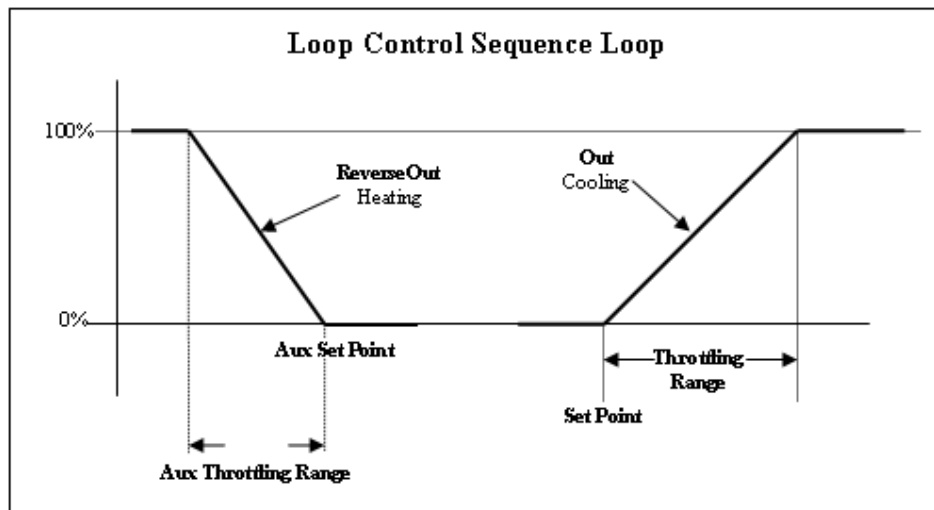 Loop Control Sequence Loop
100%
ReverseOut
Heating
Out
Cooling
0%
Aux Set Point
Throttling
Range
Set Point
Aux Throttling Range